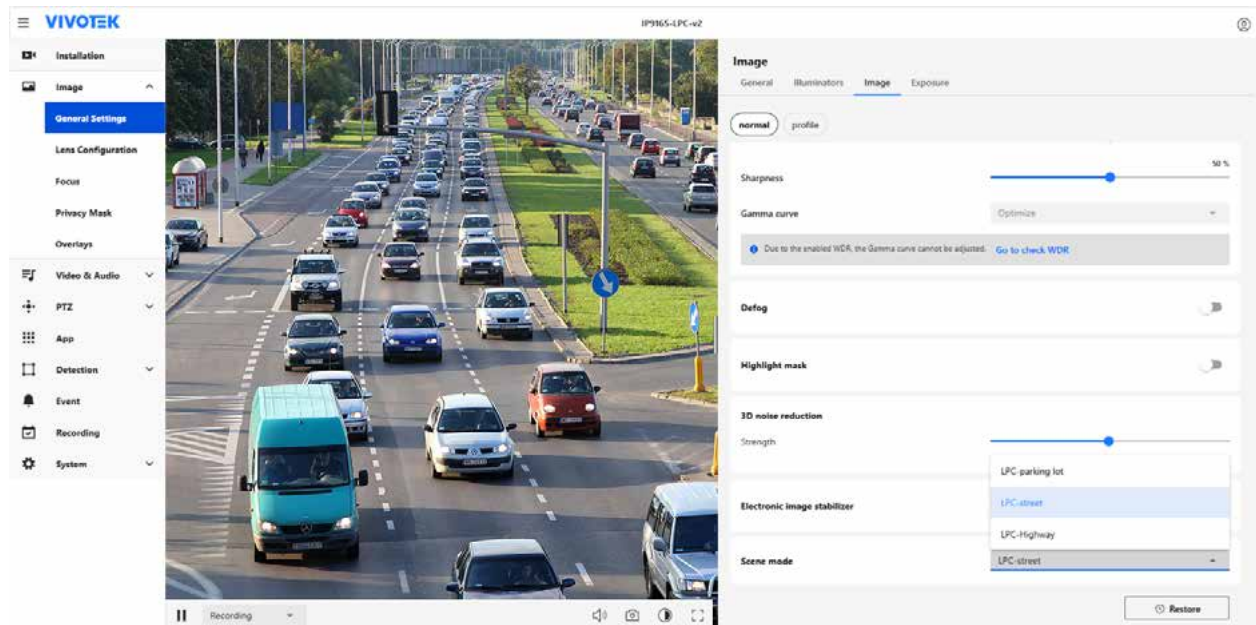 VIVOTEK
IP9165-LPC-v2
Installation
Image
General Settings
Lens Configuration
Focus
Privacy Mask
Overlays
Video & Audio
PTZ
App
Detection
Event
Recording
System
Recording
Image
General Illuminators Image Exposure
normal profile
50 %
Sharpness
Gamma curve Optimize
Due to the enabled WDR, the Gamma curve cannot be adjusted. Go to check WDR
Defog
Highlight mask
3D noise reduction
Strength
LPC-parking lot
Electronic image stabilizer LPC-street
LPC-Highway
Scene mode LPC-street
Restore